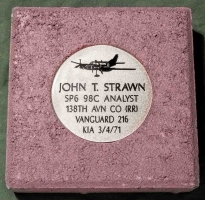 JOHN T. STRAWN
SP6 98C ANALYST
138TH AVN CO (RR)
VANGUARD 216
KIA 3/4/71